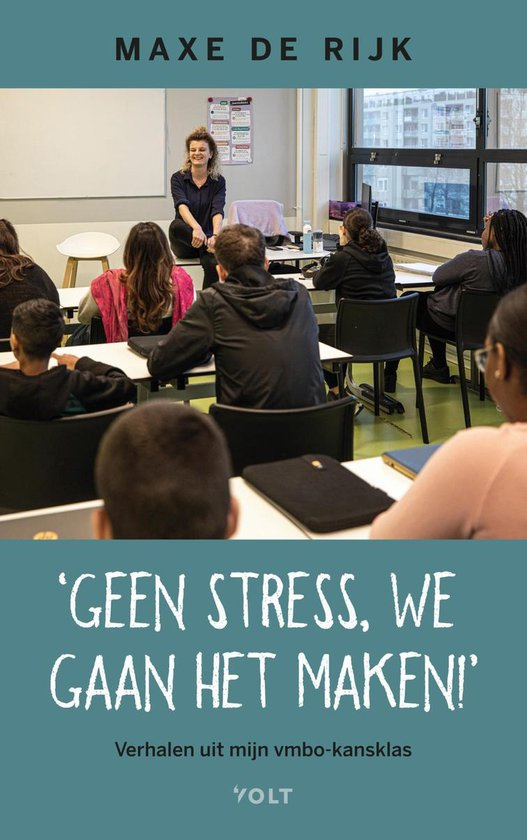 MAXE DE RIJK
‘GEEN STRESS, WE
GAAN HET MAKEN!’
Verhalen uit mijn vmbo-kansklas
VOLT